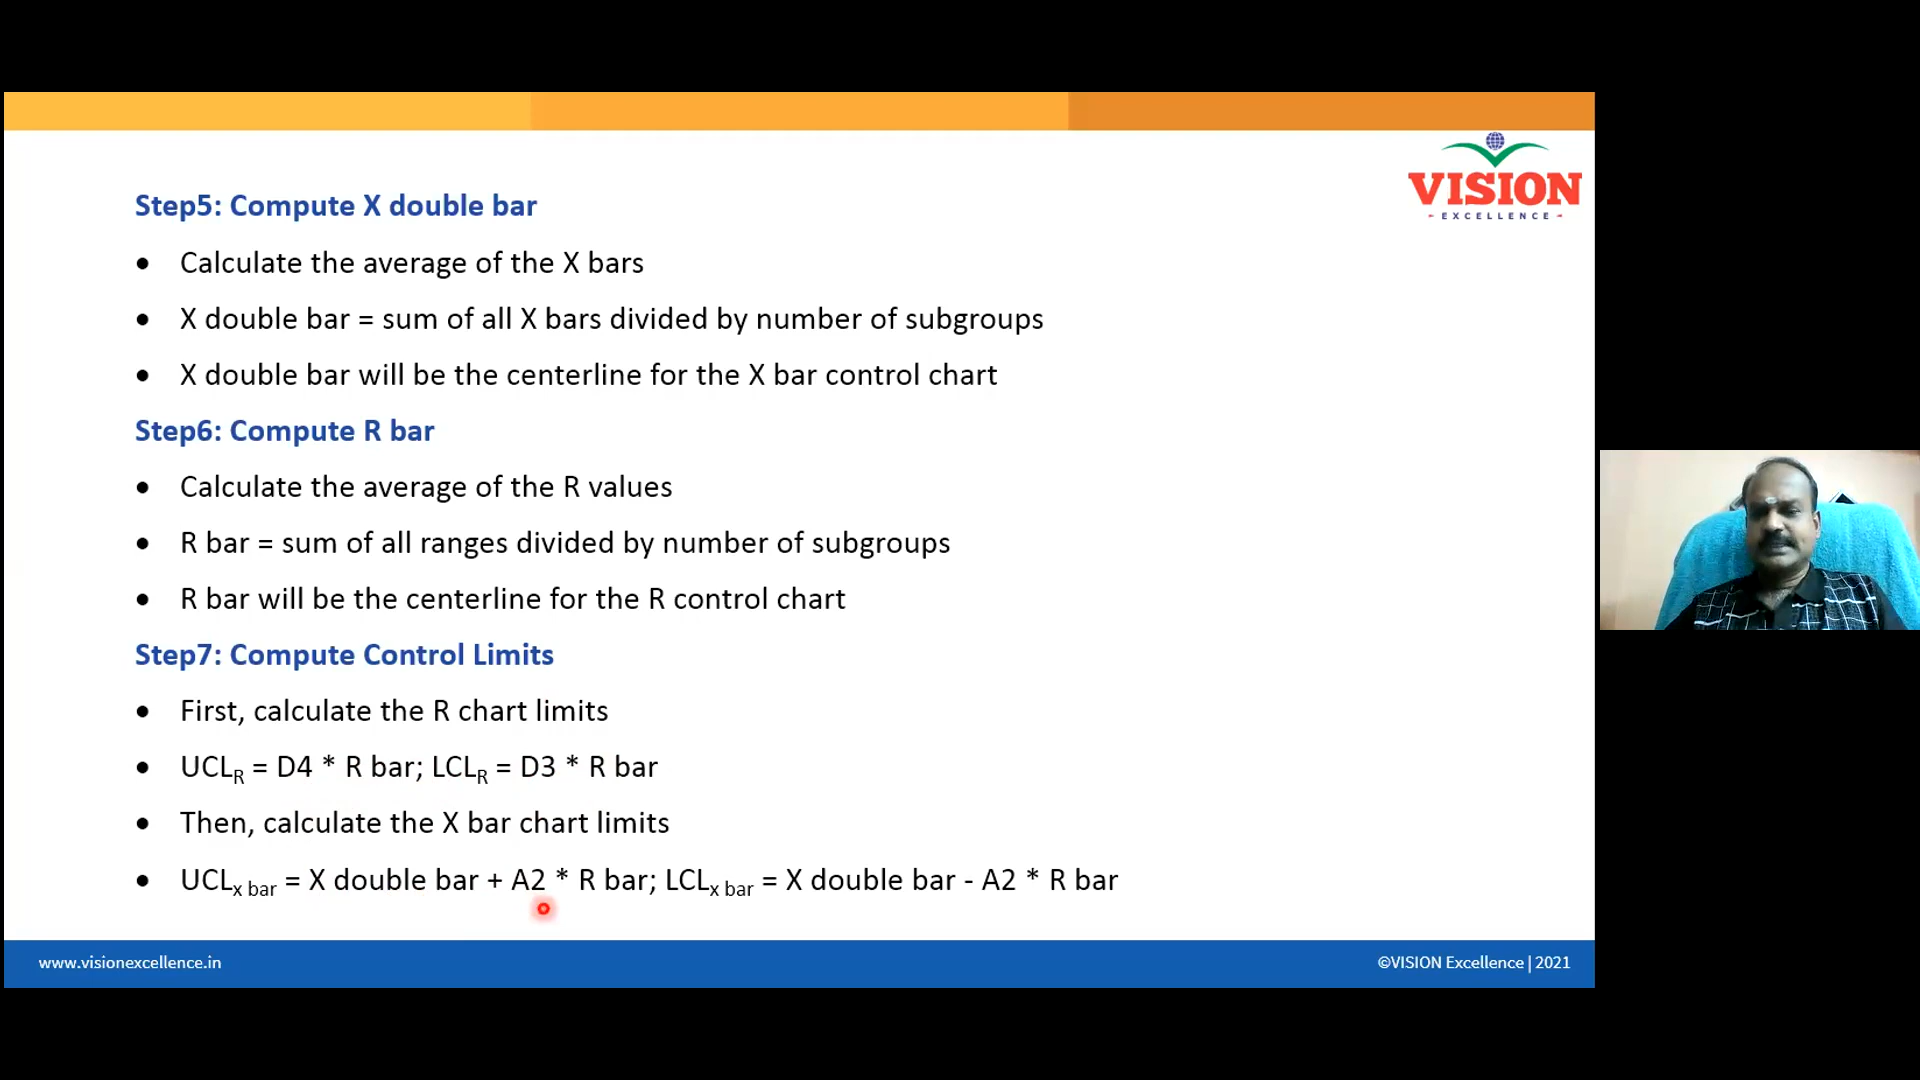 VISION
EXCELLENCE
Step5: Compute X double bar
• Calculate the average of the X bars
• X double bar = sum of all X bars divided by number of subgroups
• X double bar will be the centerline for the X bar control chart
Step6: Compute R bar
• Calculate the average of the R values
• R bar = sum of all ranges divided by number of subgroups
• R bar will be the centerline for the R control chart
Step7: Compute Control Limits
• First, calculate the R chart limits
• UCLR = D4 * R bar; LCLR = D3 * R bar
• Then, calculate the X bar chart limits
• UCLx bar = X double bar + A2 * R bar; LCLx bar = X double bar - A2 * R bar
www.visionexcellence.in
©VISION Excellence | 2021